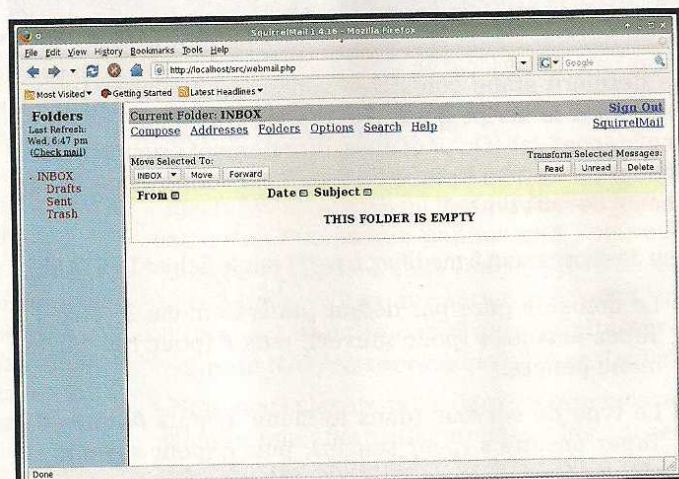 SquirrelMail 1.4.16 - Mozilla Firefox
File Edit View History Bookmarks Tools Help
http://localhost/src/webmail.php
Google
Most Visited Getting Started Latest Headlines
Folders
Last Refresh:
Wed, 6:47 pm
(Check mail)
- INBOX
Drafts
Sent
Trash
Current Folder: INBOX
Sign Out
Compose Addresses Folders Options Search Help
SquirrelMail
Move Selected To:
Transform Selected Messages:
INBOX Move Forward
Read Unread Delete
From Date Subject
THIS FOLDER IS EMPTY
Done